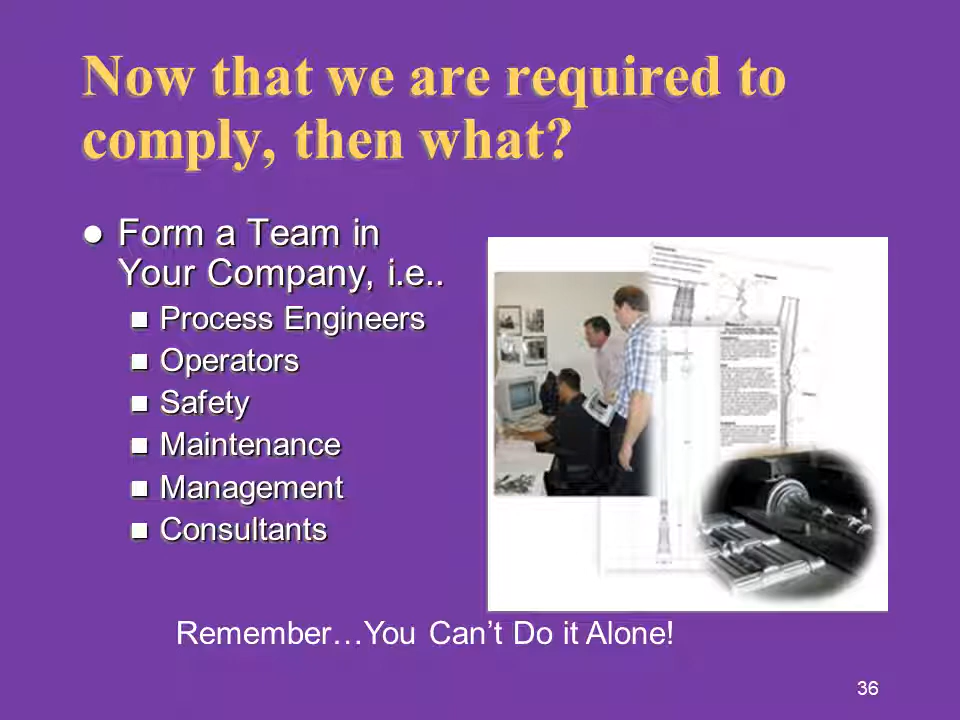 Now that we are required to
comply, then what?
Form a Team in
Your Company, i.e..
Process Engineers
Operators
Safety
Maintenance
Management
Consultants
Remember…You Can’t Do it Alone!
36